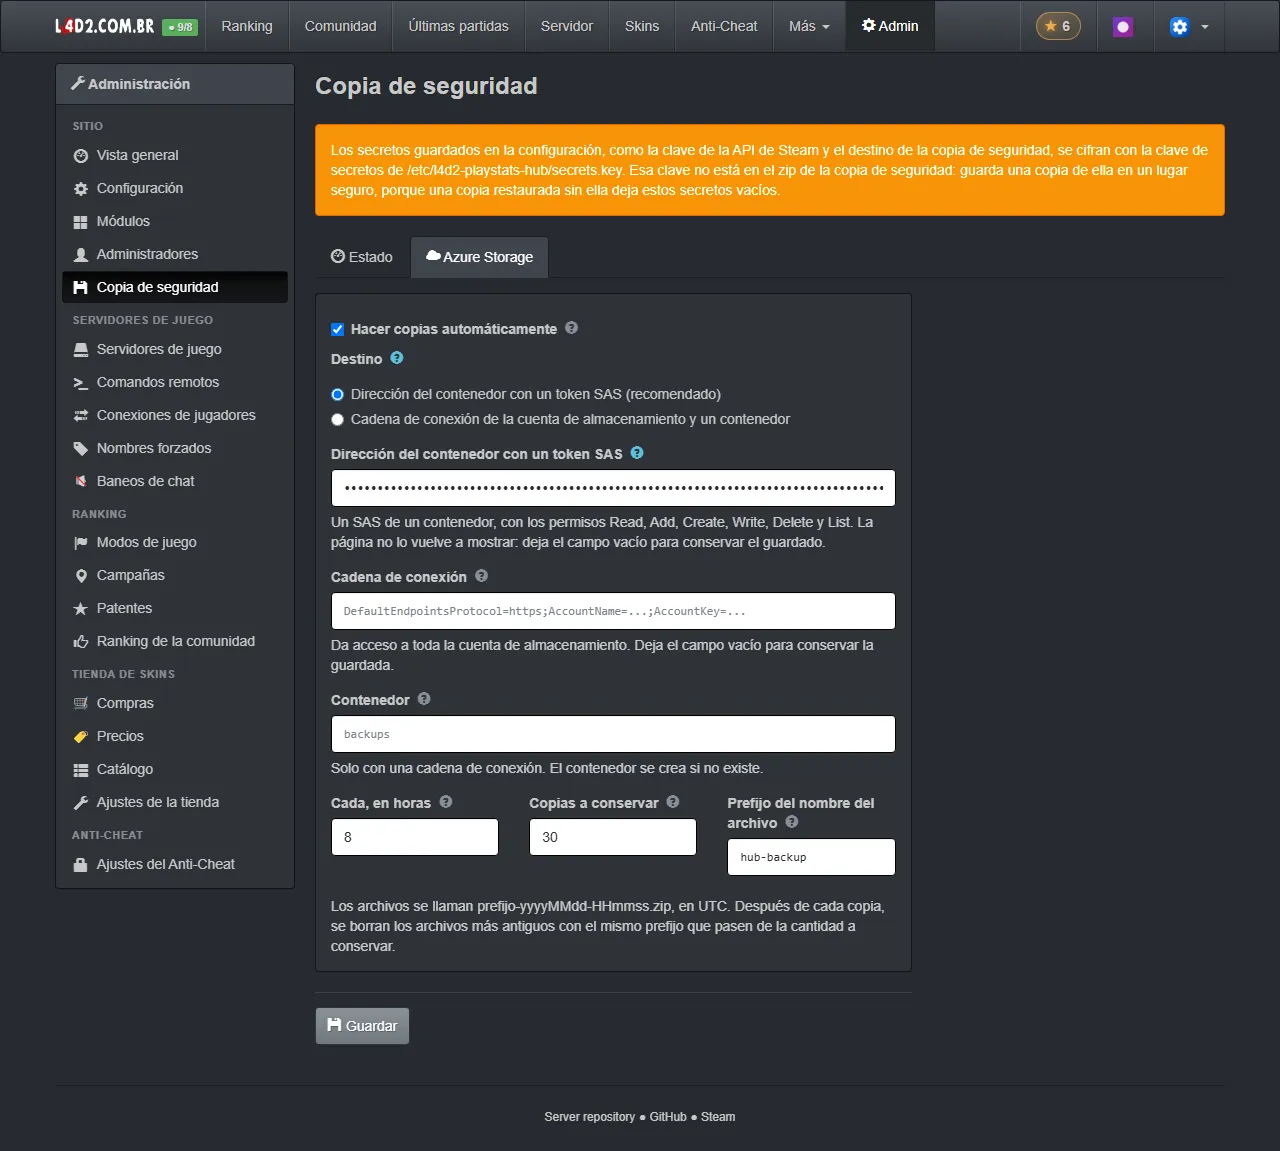 L4D2.COM.BR
● 9/8
Ranking
Comunidad
Últimas partidas
Servidor
Skins
Anti-Cheat
Más
Admin
6
Administración
SITIO
Vista general
Configuración
Módulos
Administradores
Copia de seguridad
SERVIDORES DE JUEGO
Servidores de juego
Comandos remotos
Conexiones de jugadores
Nombres forzados
Baneos de chat
RANKING
Modos de juego
Campañas
Patentes
Ranking de la comunidad
TIENDA DE SKINS
Compras
Precios
Catálogo
Ajustes de la tienda
ANTI-CHEAT
Ajustes del Anti-Cheat
Copia de seguridad
Los secretos guardados en la configuración, como la clave de la API de Steam y el destino de la copia de seguridad, se cifran con la clave de
secretos de /etc/l4d2-playstats-hub/secrets.key. Esa clave no está en el zip de la copia de seguridad: guarda una copia de ella en un lugar
seguro, porque una copia restaurada sin ella deja estos secretos vacíos.
Estado
Azure Storage
Hacer copias automáticamente
Destino
Dirección del contenedor con un token SAS (recomendado)
Cadena de conexión de la cuenta de almacenamiento y un contenedor
Dirección del contenedor con un token SAS
Un SAS de un contenedor, con los permisos Read, Add, Create, Write, Delete y List. La
página no lo vuelve a mostrar: deja el campo vacío para conservar el guardado.
Cadena de conexión
DefaultEndpointsProtocol=https;AccountName=...;AccountKey=...
Da acceso a toda la cuenta de almacenamiento. Deja el campo vacío para conservar la
guardada.
Contenedor
backups
Solo con una cadena de conexión. El contenedor se crea si no existe.
Cada, en horas
8
Copias a conservar
30
Prefijo del nombre del
archivo
hub-backup
Los archivos se llaman prefijo-yyyyMMdd-HHmmss.zip, en UTC. Después de cada copia,
se borran los archivos más antiguos con el mismo prefijo que pasen de la cantidad a
conservar.
Guardar
Server repository ● GitHub ● Steam